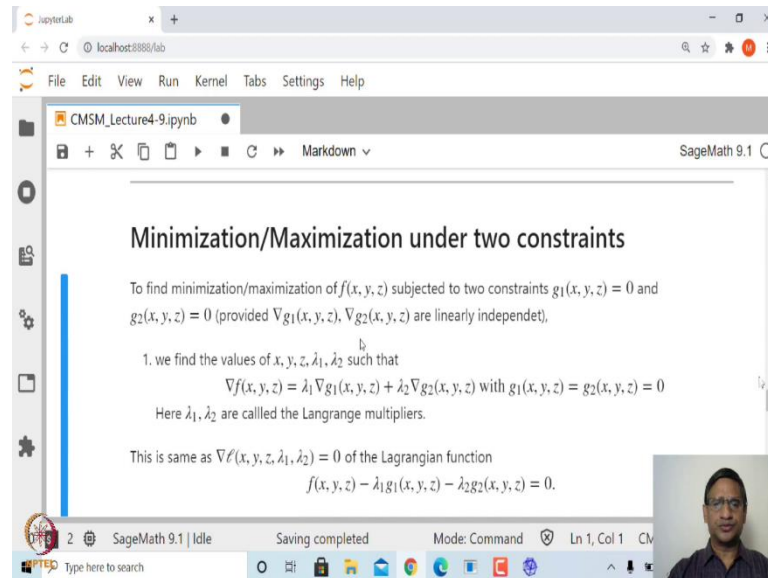 JupyterLab
localhost:8888/lab
M
File Edit View Run Kernel Tabs Settings Help
CMSM_Lecture4-9.ipynb
Markdown
SageMath 9.1
Minimization/Maximization under two constraints
To find minimization/maximization of f(x, y, z) subjected to two constraints g₁(x, y, z) = 0 and
g₂(x, y, z) = 0 (provided ∇g₁(x, y, z), ∇g₂(x, y, z) are linearly independet),
1. we find the values of x, y, z, λ₁, λ₂ such that
∇f(x, y, z) = λ₁∇g₁(x, y, z) + λ₂∇g₂(x, y, z) with g₁(x, y, z) = g₂(x, y, z) = 0
Here λ₁, λ₂ are callled the Langrange multipliers.
This is same as ∇ℓ(x, y, z, λ₁, λ₂) = 0 of the Lagrangian function
f(x, y, z) − λ₁g₁(x, y, z) − λ₂g₂(x, y, z) = 0.
2 SageMath 9.1 | Idle Saving completed Mode: Command Ln 1, Col 1 CM
NPTEL Type here to search